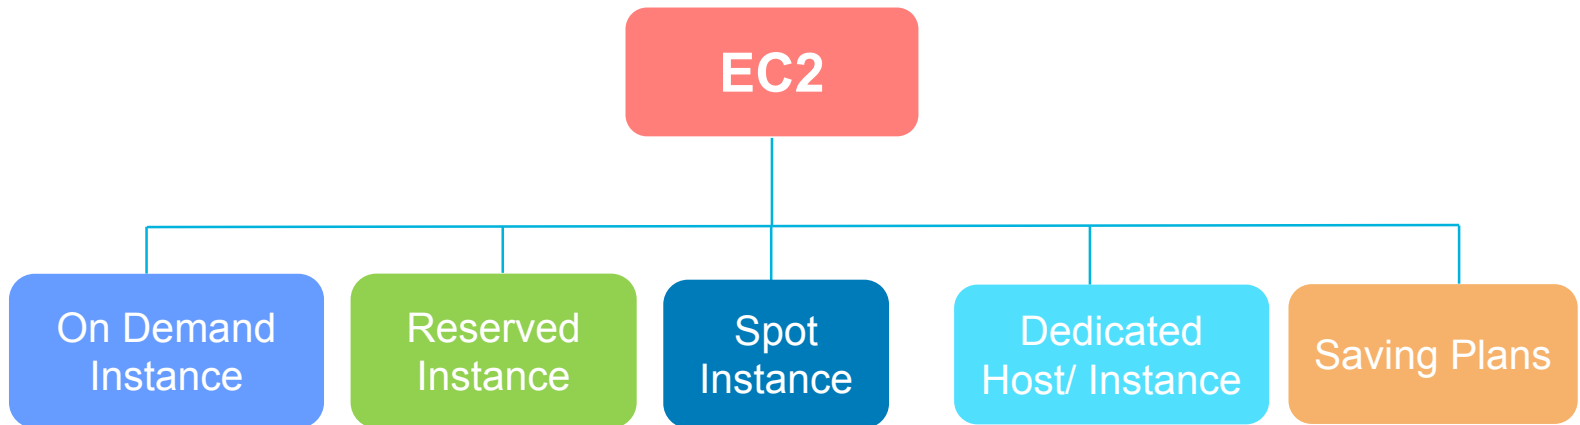 EC2
On Demand
Instance
Reserved
Instance
Spot
Instance
Dedicated
Host/ Instance
Saving Plans